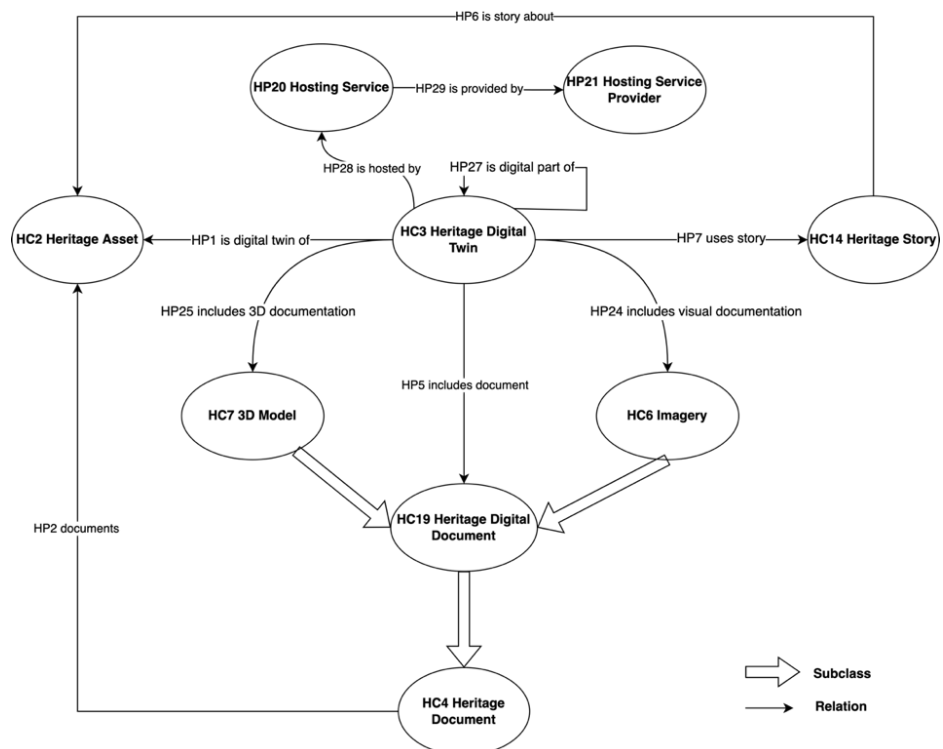 HP6 is story about
HP20 Hosting Service
HP29 is provided by
HP21 Hosting Service
Provider
HP28 is hosted by
HP27 is digital part of
HC2 Heritage Asset
HP1 is digital twin of
HC3 Heritage Digital
Twin
HP7 uses story
HC14 Heritage Story
HP25 includes 3D documentation
HP24 includes visual documentation
HP5 includes document
HC7 3D Model
HC6 Imagery
HP2 documents
HC19 Heritage Digital
Document
HC4 Heritage
Document
Subclass
Relation